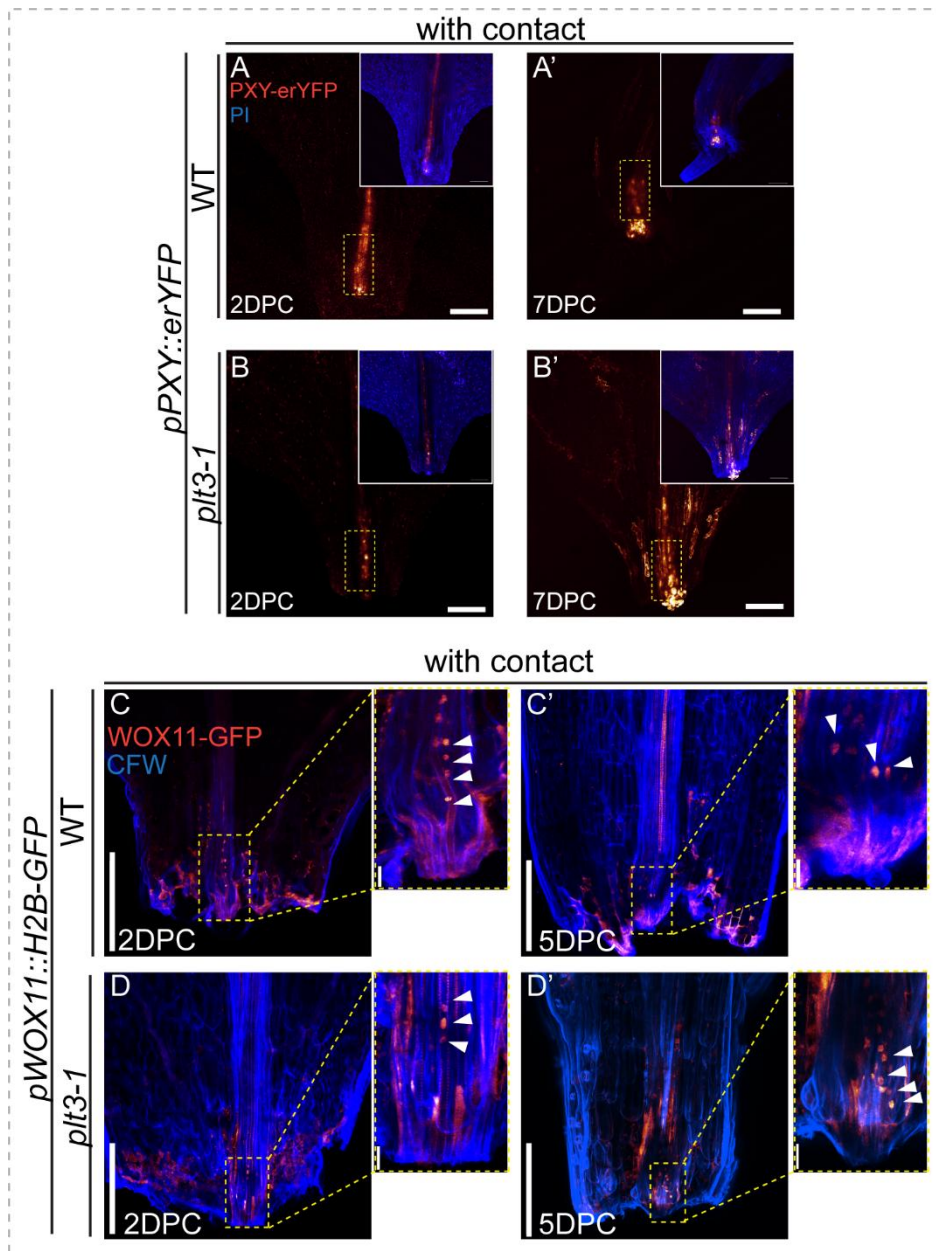 with contact
A
PXY-erYFP
PI
2DPC
A’
7DPC
WT
pPXY::erYFP
B
2DPC
B’
7DPC
plt3-1
with contact
C
WOX11-GFP
CFW
2DPC
C’
5DPC
WT
pWOX11::H2B-GFP
D
2DPC
D’
5DPC
plt3-1